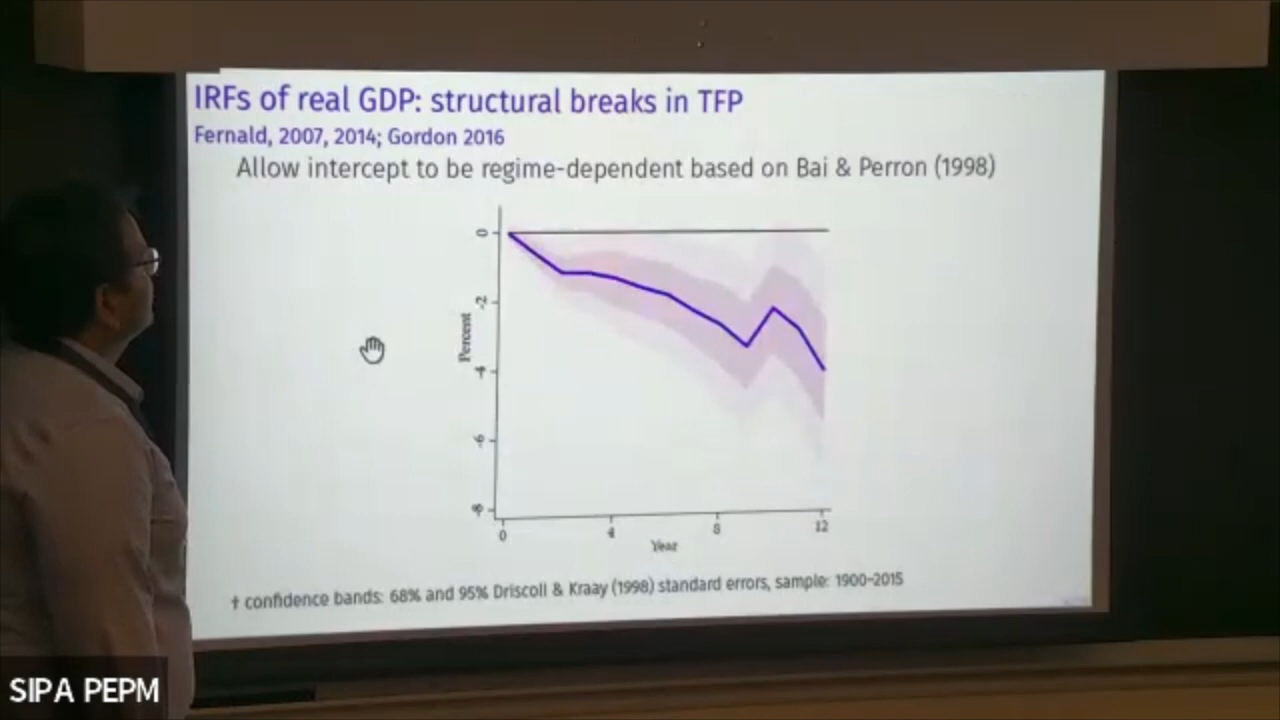 IRFs of real GDP: structural breaks in TFP
Fernald, 2007, 2014; Gordon 2016
Allow intercept to be regime-dependent based on Bai & Perron (1998)
0
-2
-4
-6
-8
Percent
0
4
8
12
Year
† confidence bands: 68% and 95% Driscoll & Kraay (1998) standard errors, sample: 1900-2015
SIPA PEPM